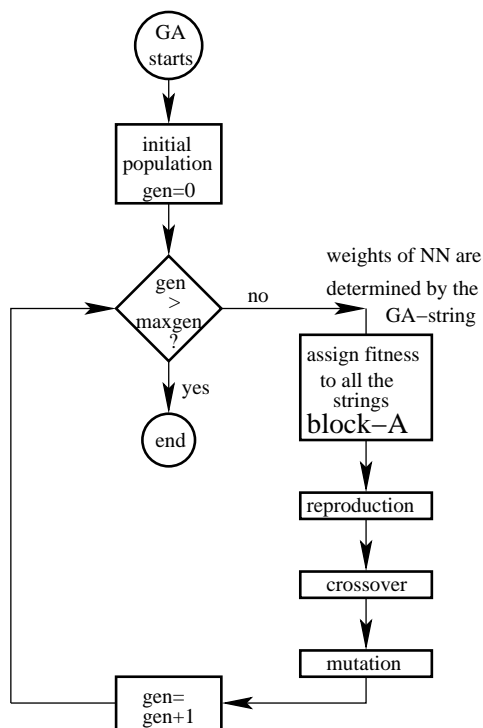 GA
starts
initial
population
gen=0
gen
>
maxgen
?
no
yes
end
weights of NN are
determined by the
GA−string
assign fitness
to all the
strings
block−A
reproduction
crossover
mutation
gen=
gen+1